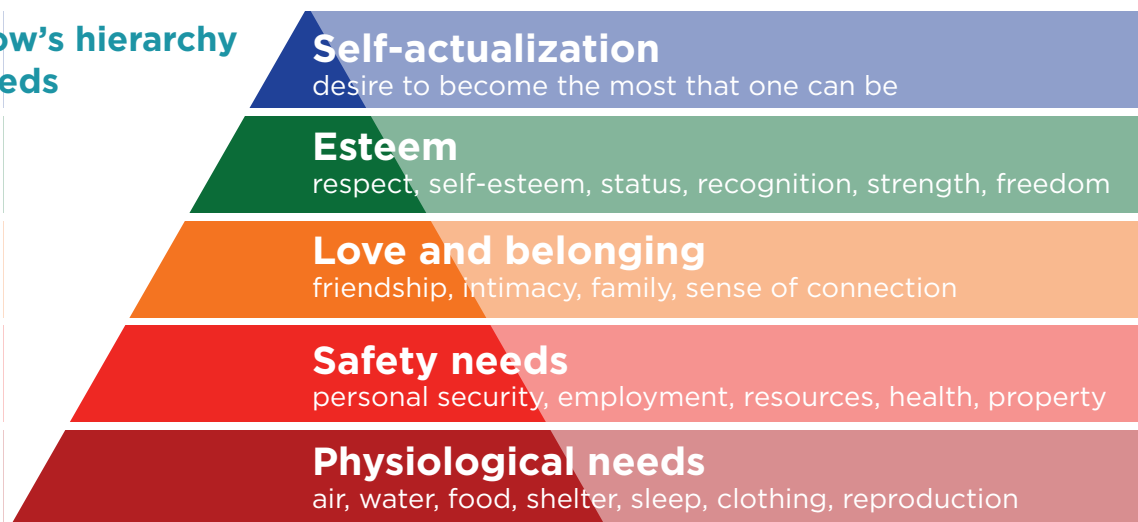 ow's hierarchy
eds
Self-actualization
desire to become the most that one can be
Esteem
respect, self-esteem, status, recognition, strength, freedom
Love and belonging
friendship, intimacy, family, sense of connection
Safety needs
personal security, employment, resources, health, property
Physiological needs
air, water, food, shelter, sleep, clothing, reproduction